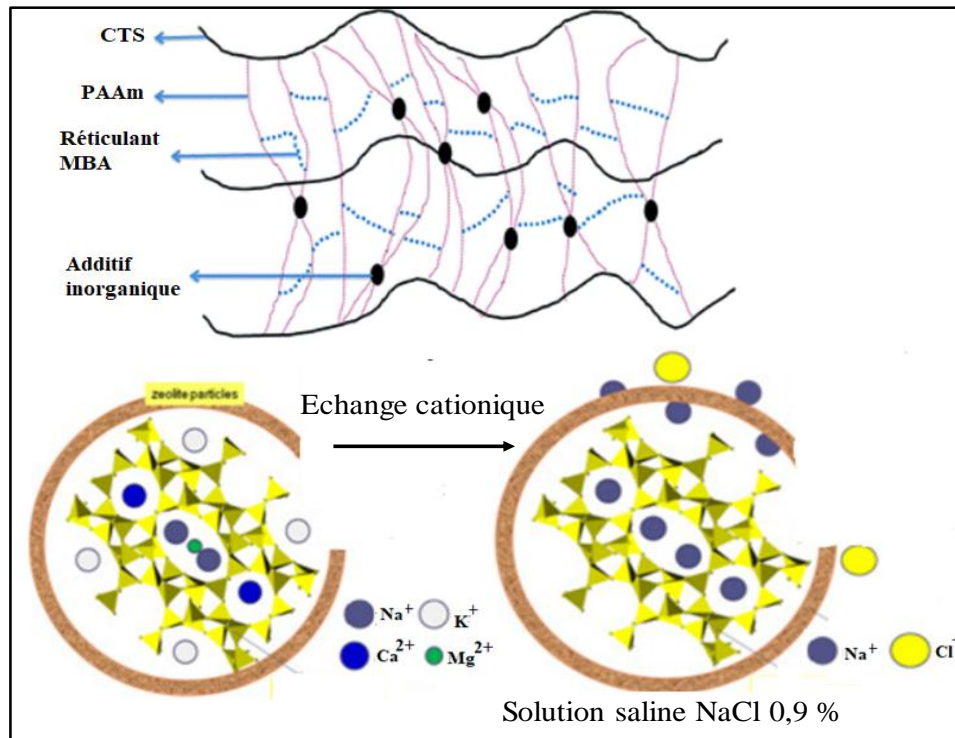 CTS
PAAm
Réticulant
MBA
Additif
inorganique
zeolite particles
Echange cationique
Na⁺ K⁺
Ca²⁺ Mg²⁺
Na⁺ Cl⁻
Solution saline NaCl 0,9 %